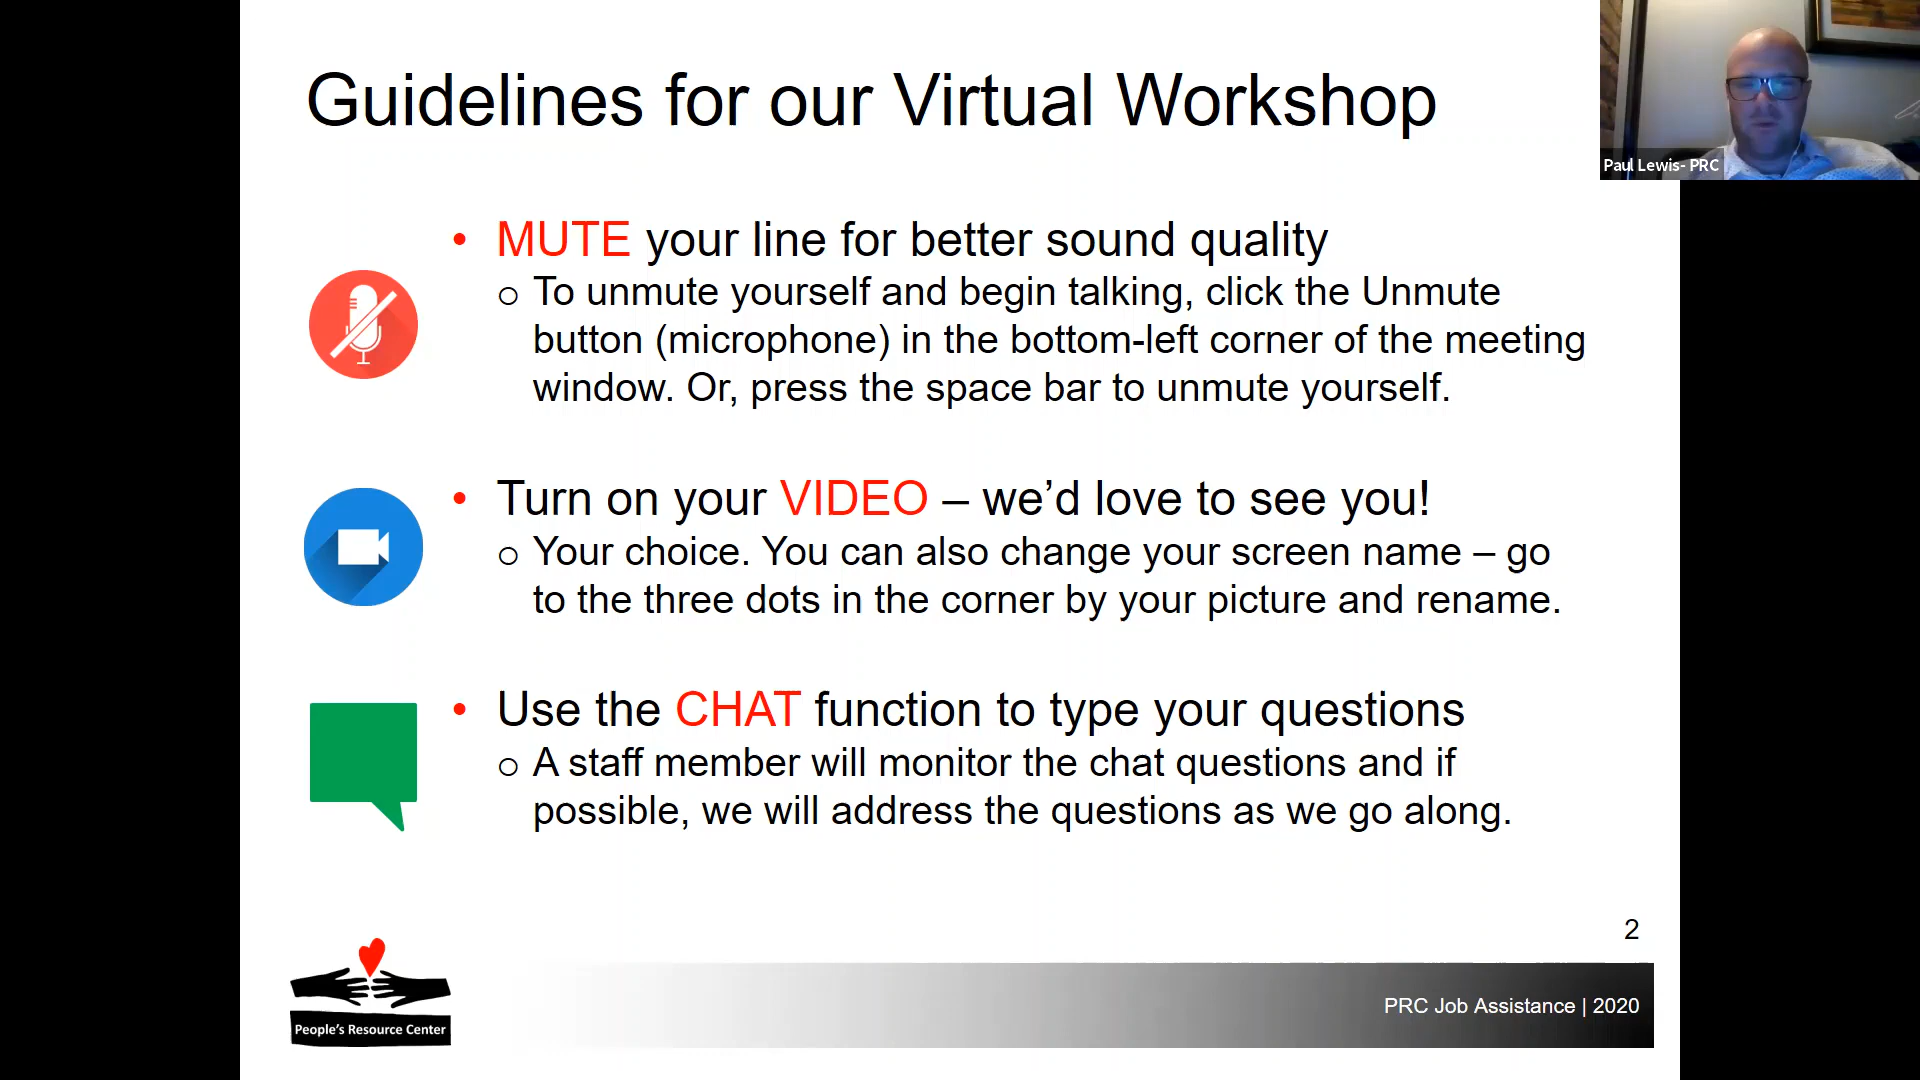 Guidelines for our Virtual Workshop
Paul Lewis- PRC
• MUTE your line for better sound quality
o To unmute yourself and begin talking, click the Unmute
button (microphone) in the bottom-left corner of the meeting
window. Or, press the space bar to unmute yourself.
• Turn on your VIDEO – we’d love to see you!
o Your choice. You can also change your screen name – go
to the three dots in the corner by your picture and rename.
• Use the CHAT function to type your questions
o A staff member will monitor the chat questions and if
possible, we will address the questions as we go along.
2
People’s Resource Center
PRC Job Assistance | 2020